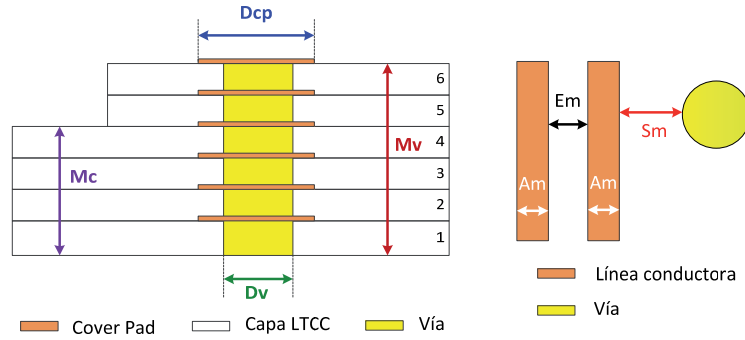 Dcp
6
5
4
3
2
1
Mc
Mv
Dv
Cover Pad
Capa LTCC
Vía
Em
Sm
Am
Am
Línea conductora
Vía